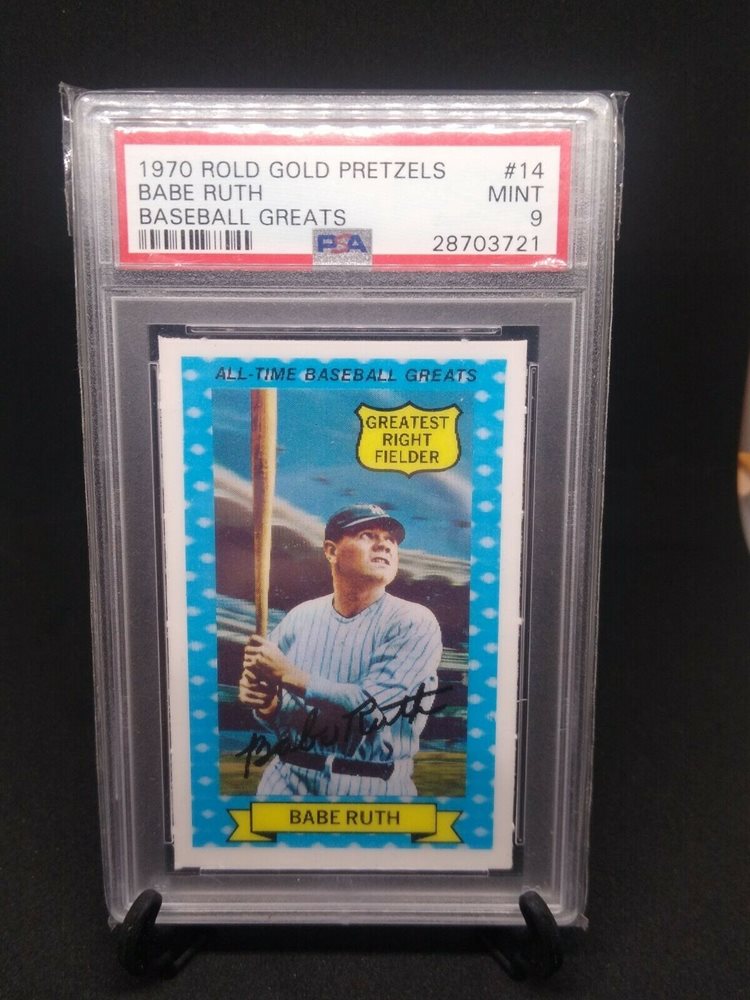 1970 ROLD GOLD PRETZELS #14
BABE RUTH MINT
BASEBALL GREATS 9
PSA 28703721
ALL-TIME BASEBALL GREATS
GREATEST
RIGHT
FIELDER
Babe Ruth
BABE RUTH